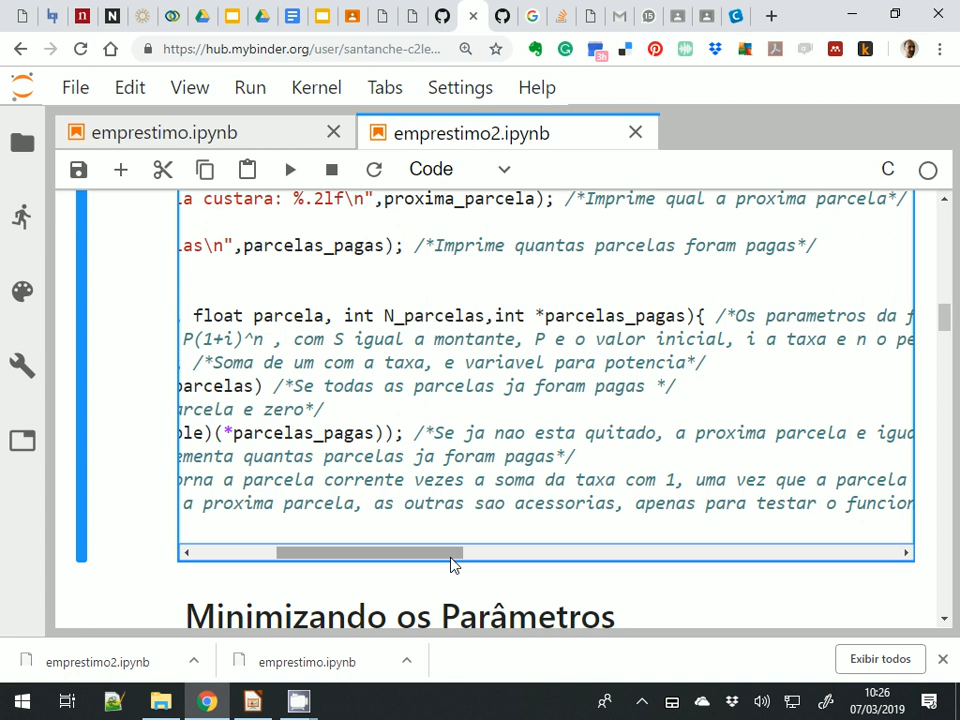 https://hub.mybinder.org/user/santanche-c2le...
3h
15
File Edit View Run Kernel Tabs Settings Help
emprestimo.ipynb
emprestimo2.ipynb
Code
C
la custara: %.2lf\n",proxima_parcela); /*Imprime qual a proxima parcela*/
las\n",parcelas_pagas); /*Imprime quantas parcelas foram pagas*/
, float parcela, int N_parcelas,int *parcelas_pagas){ /*Os parametros da f
P(1+i)^n , com S igual a montante, P e o valor inicial, i a taxa e n o pe
/*Soma de um com a taxa, e variavel para potencia*/
parcelas) /*Se todas as parcelas ja foram pagas */
arcela e zero*/
ble)(*parcelas_pagas)); /*Se ja nao esta quitado, a proxima parcela e igua
ementa quantas parcelas ja foram pagas*/
orna a parcela corrente vezes a soma da taxa com 1, uma vez que a parcela
a proxima parcela, as outras sao acessorias, apenas para testar o funcion
Minimizando os Parâmetros
emprestimo2.ipynb
emprestimo.ipynb
Exibir todos
10:26
07/03/2019